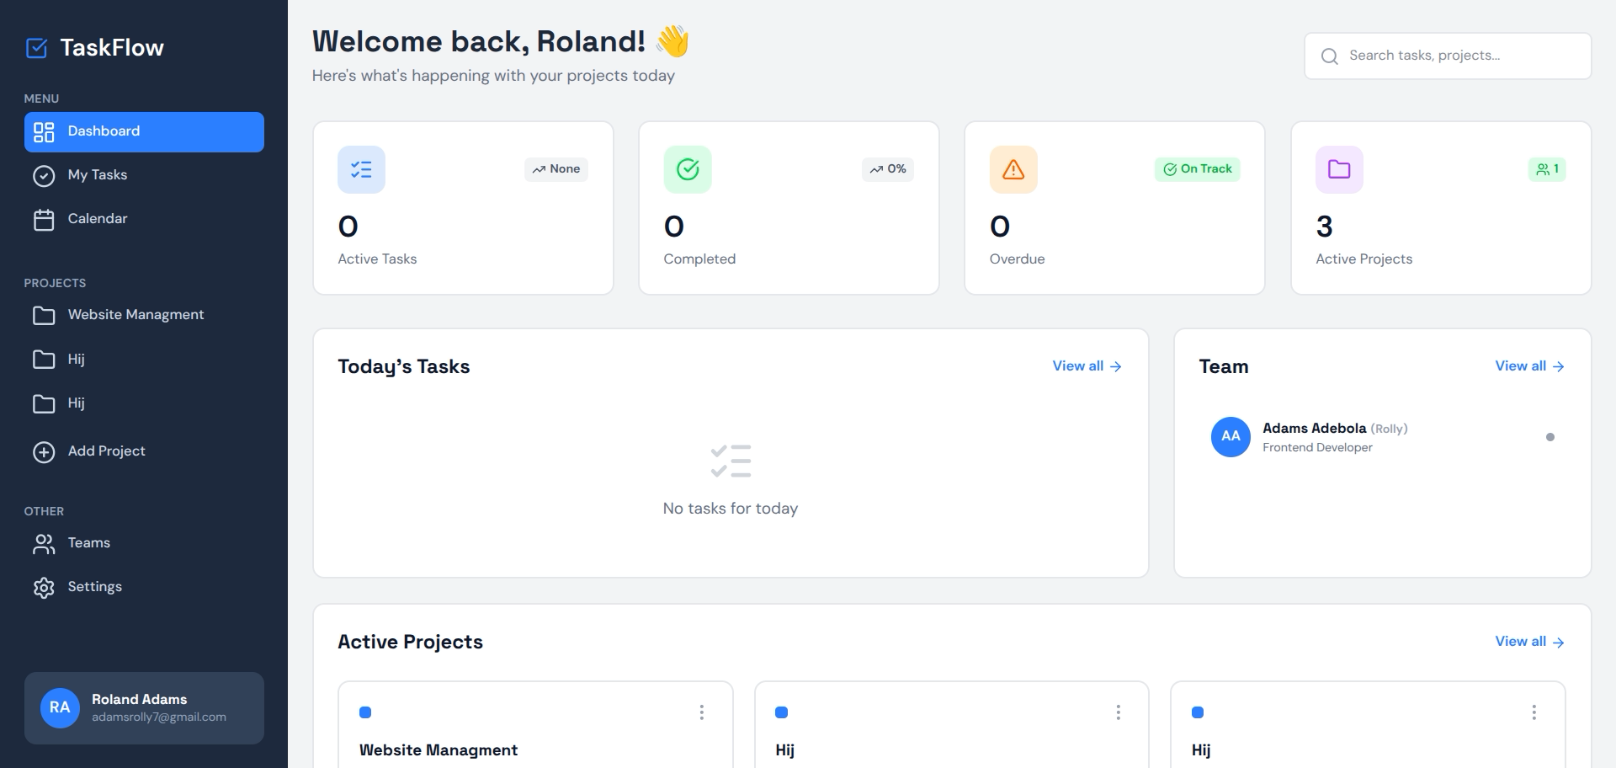 TaskFlow
MENU
Dashboard
My Tasks
Calendar
PROJECTS
Website Managment
Hij
Hij
Add Project
OTHER
Teams
Settings
RA
Roland Adams
adamsrolly7@gmail.com
Welcome back, Roland! 👋
Here's what's happening with your projects today
Search tasks, projects...
None
0
Active Tasks
0%
0
Completed
On Track
0
Overdue
1
3
Active Projects
Today's Tasks
View all →
No tasks for today
Team
View all →
AA
Adams Adebola (Rolly)
Frontend Developer
Active Projects
View all →
Website Managment
Hij
Hij